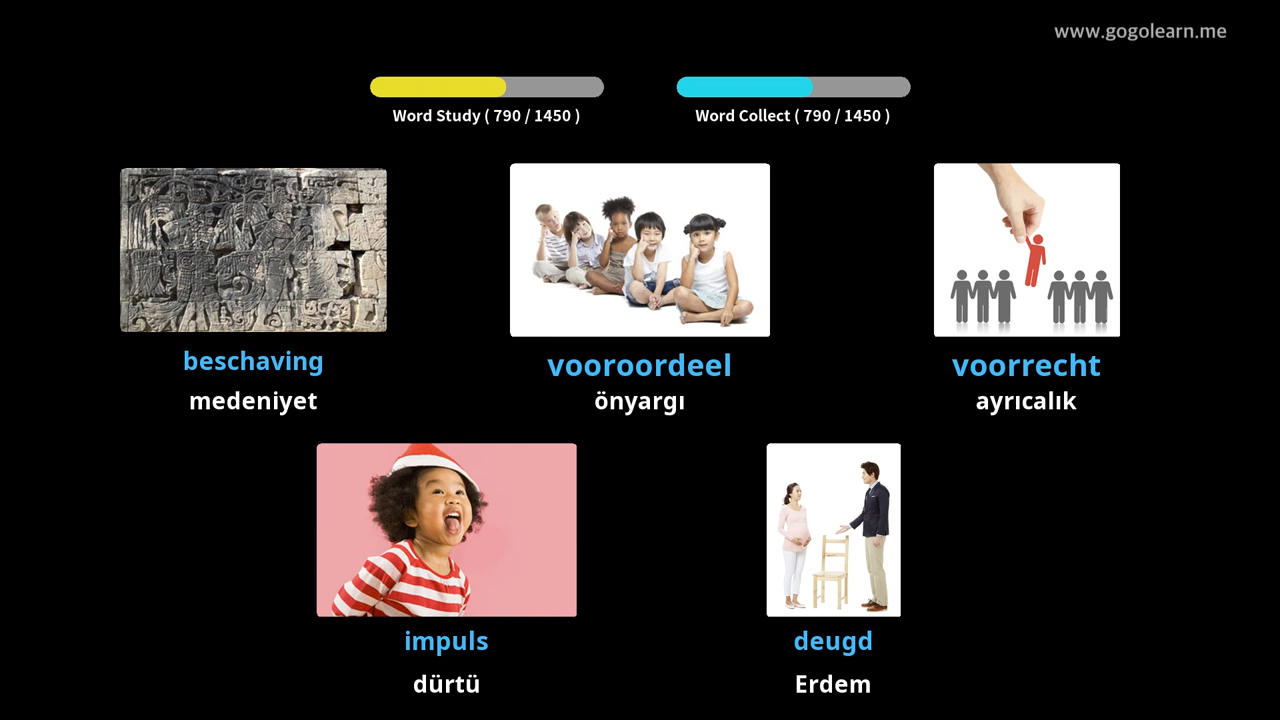 www.gogolearn.me
Word Study ( 790 / 1450 )
Word Collect ( 790 / 1450 )
beschaving
medeniyet
vooroordeel
önyargı
voorrecht
ayrıcalık
impuls
dürtü
deugd
Erdem